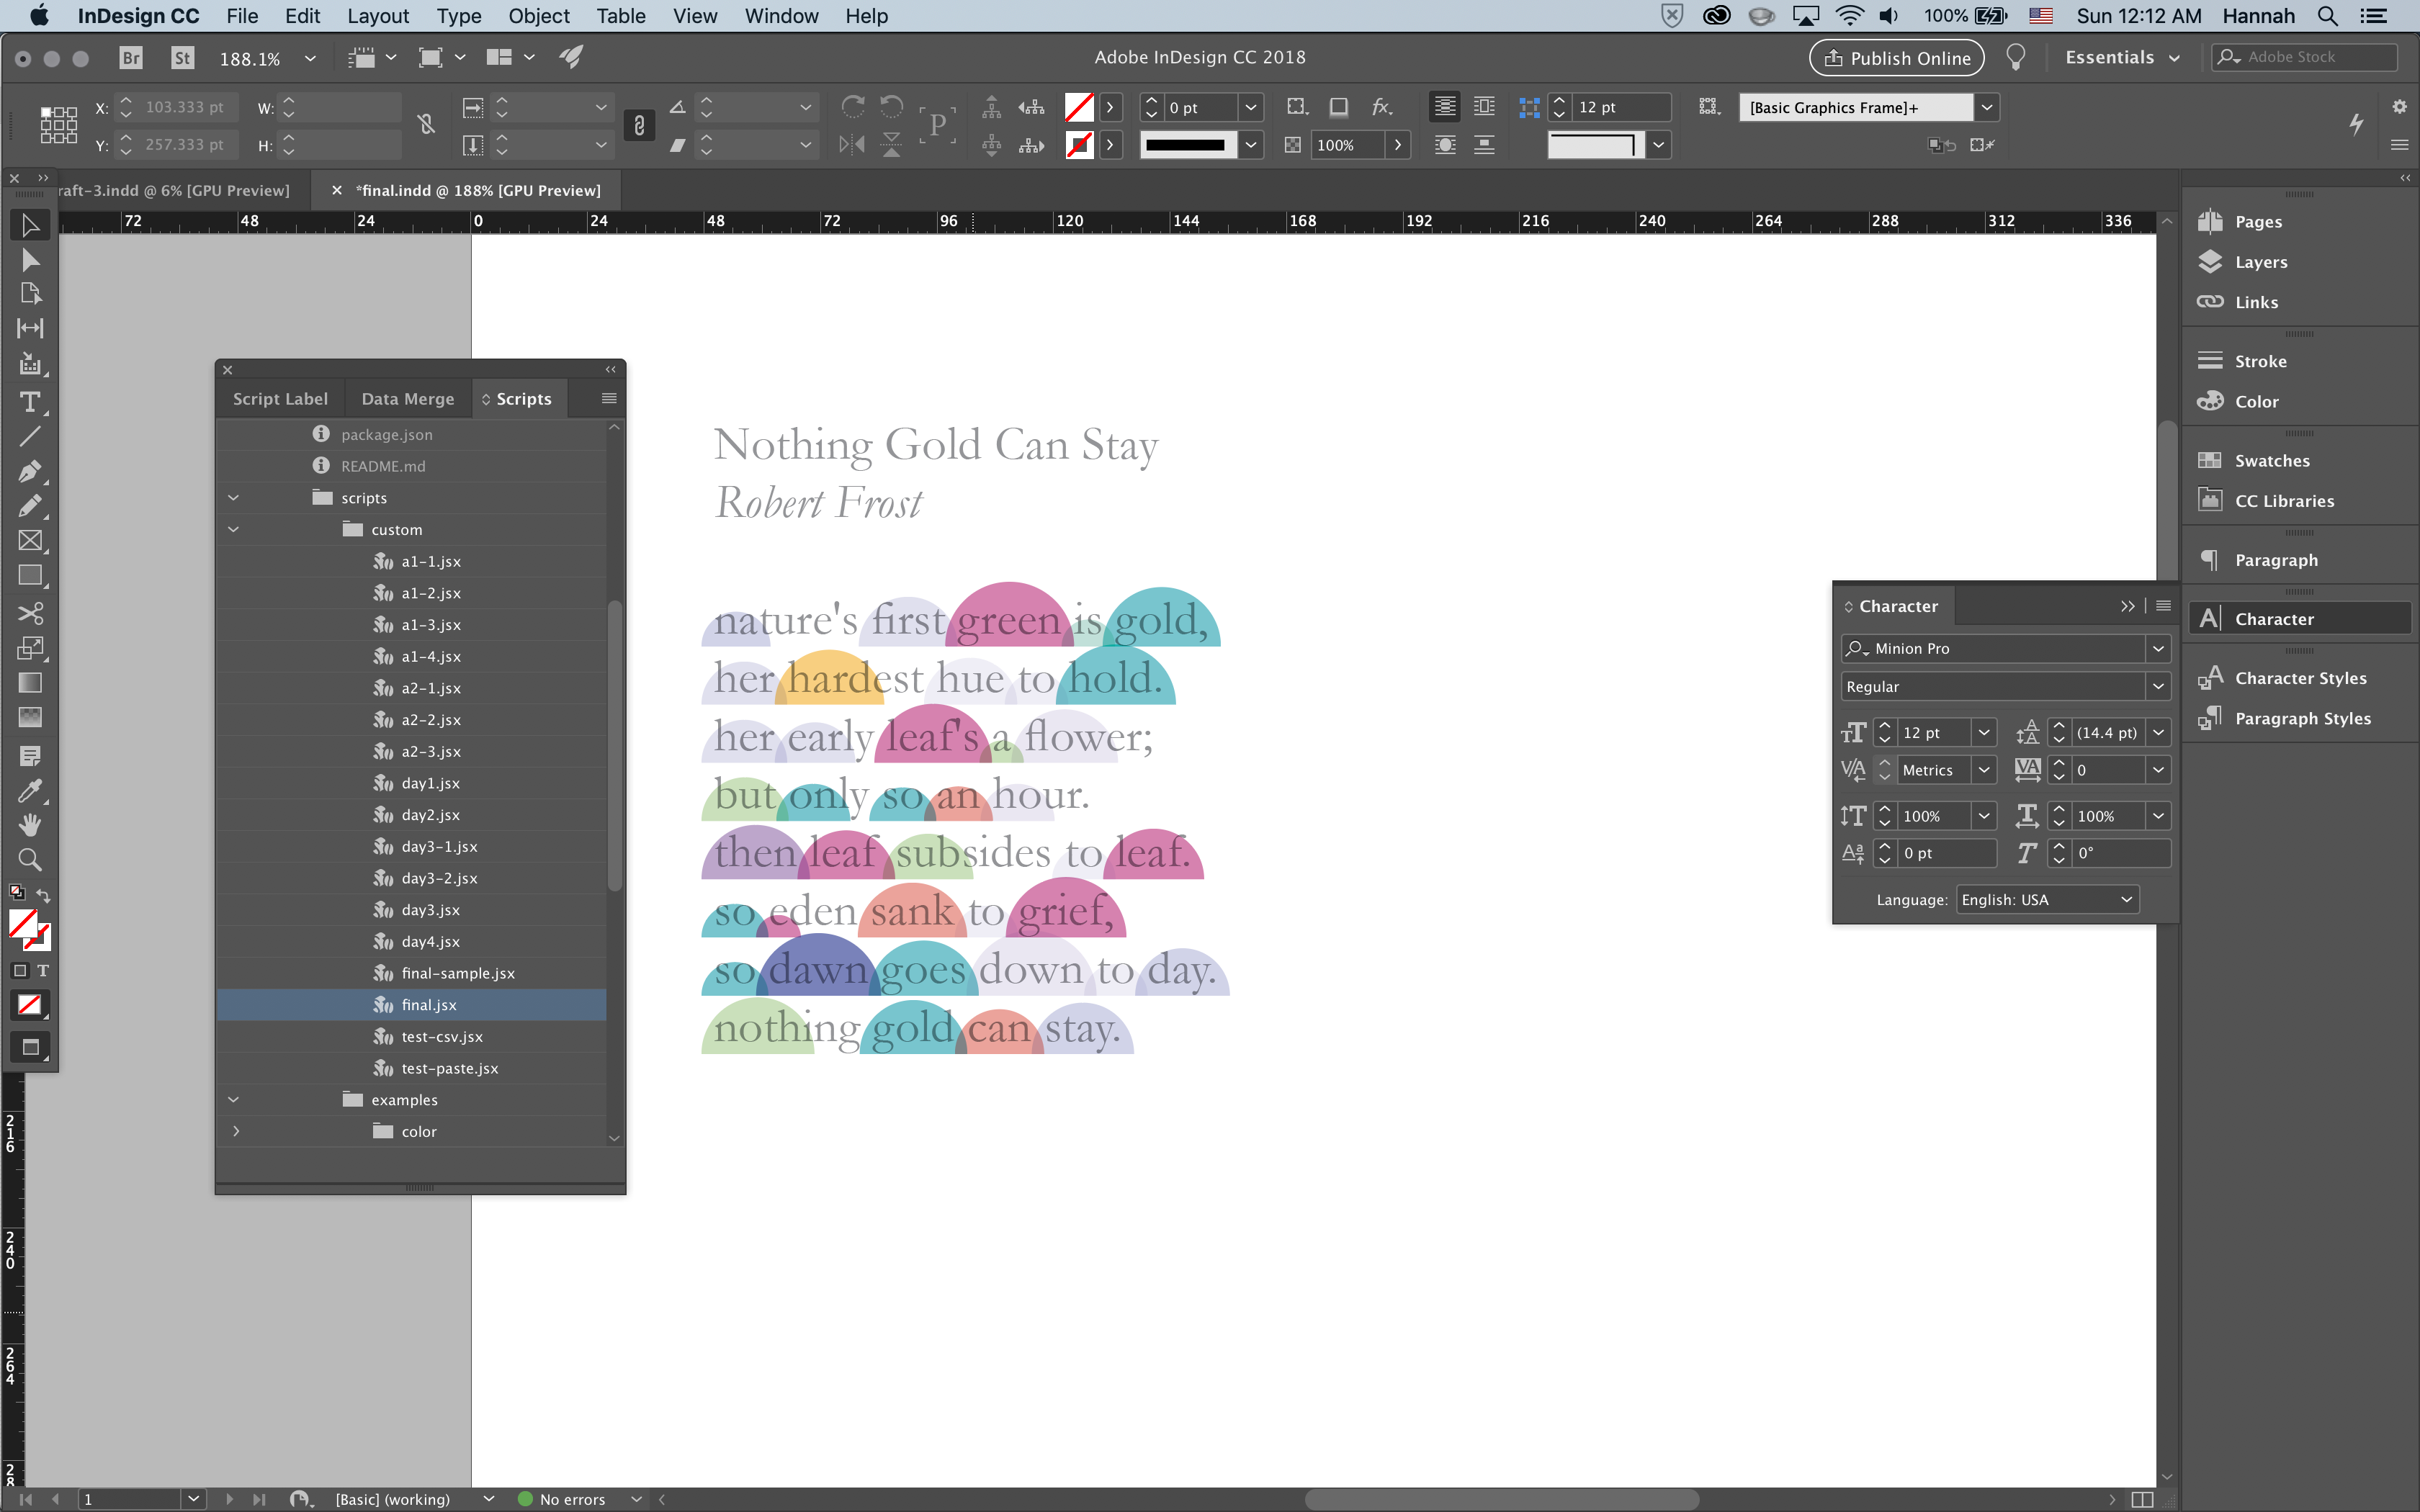 InDesign CC File Edit Layout Type Object Table View Window Help 100% Sun 12:12 AM Hannah
Br St 188.1% Adobe InDesign CC 2018 Publish Online Essentials Adobe Stock
X: 103.333 pt W: 0 pt 12 pt [Basic Graphics Frame]+
Y: 257.333 pt H: P 100%
raft-3.indd @ 6% [GPU Preview] *final.indd @ 188% [GPU Preview]
72 48 24 0 24 48 72 96 120 144 168 192 216 240 264 288 312 336
Script Label Data Merge Scripts
package.json
README.md
scripts
custom
a1-1.jsx
a1-2.jsx
a1-3.jsx
a1-4.jsx
a2-1.jsx
a2-2.jsx
a2-3.jsx
day1.jsx
day2.jsx
day3-1.jsx
day3-2.jsx
day3.jsx
day4.jsx
final-sample.jsx
final.jsx
test-csv.jsx
test-paste.jsx
examples
color
Nothing Gold Can Stay
Robert Frost
nature's first green is gold,
her hardest hue to hold.
her early leaf's a flower;
but only so an hour.
then leaf subsides to leaf.
so eden sank to grief,
so dawn goes down to day.
nothing gold can stay.
Character
Minion Pro
Regular
12 pt (14.4 pt)
Metrics 0
100% 100%
0 pt 0°
Language: English: USA
Pages
Layers
Links
Stroke
Color
Swatches
CC Libraries
Paragraph
Character
Character Styles
Paragraph Styles
216
240
264
28
1 [Basic] (working) No errors